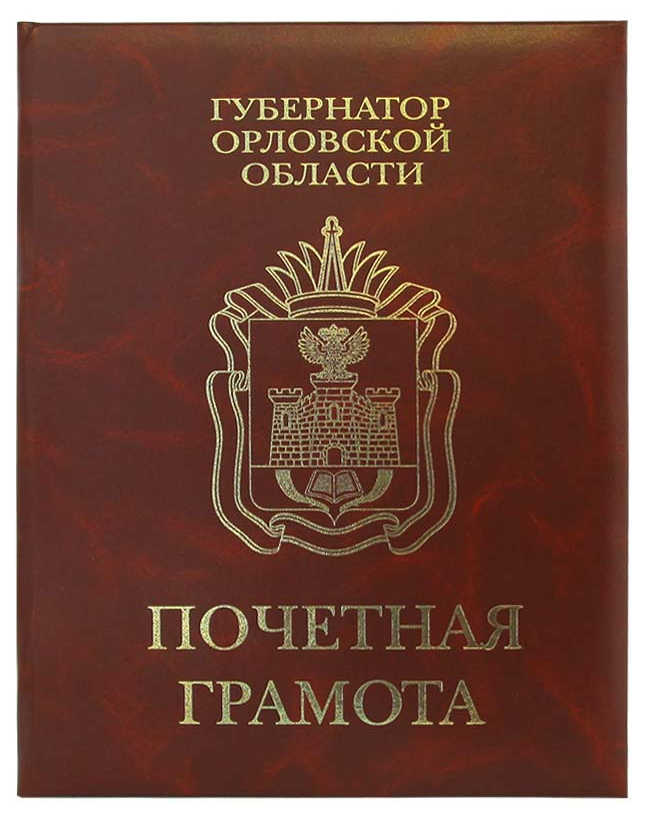 ГУБЕРНАТОР
ОРЛОВСКОЙ
ОБЛАСТИ
ПОЧЕТНАЯ
ГРАМОТА